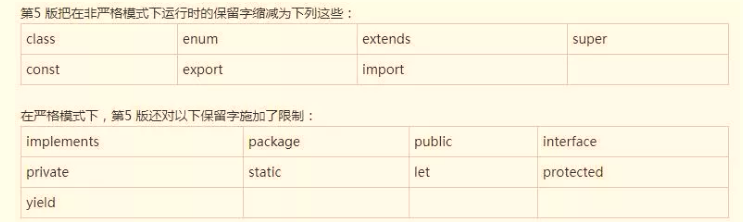 第5 版把在非严格模式下运行时的保留字缩减为下列这些：
class enum extends super
const export import
在严格模式下，第5 版还对以下保留字施加了限制：
implements package public interface
private static let protected
yield